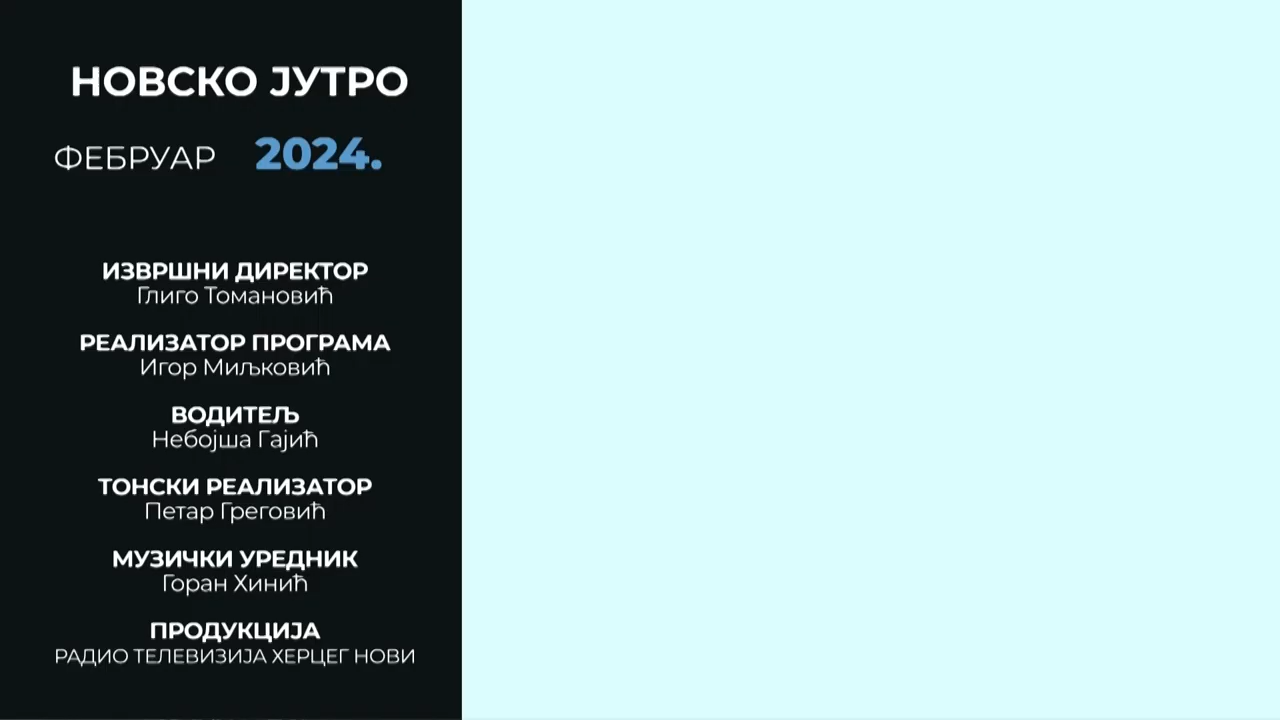 НОВСКО ЈУТРО
ФЕБРУАР 2024.
ИЗВРШНИ ДИРЕКТОР
Глиго Томановић
РЕАЛИЗАТОР ПРОГРАМА
Игор Миљковић
ВОДИТЕЉ
Небојша Гајић
ТОНСКИ РЕАЛИЗАТОР
Петар Греговић
МУЗИЧКИ УРЕДНИК
Горан Хинић
ПРОДУКЦИЈА
РАДИО ТЕЛЕВИЗИЈА ХЕРЦЕГ НОВИ